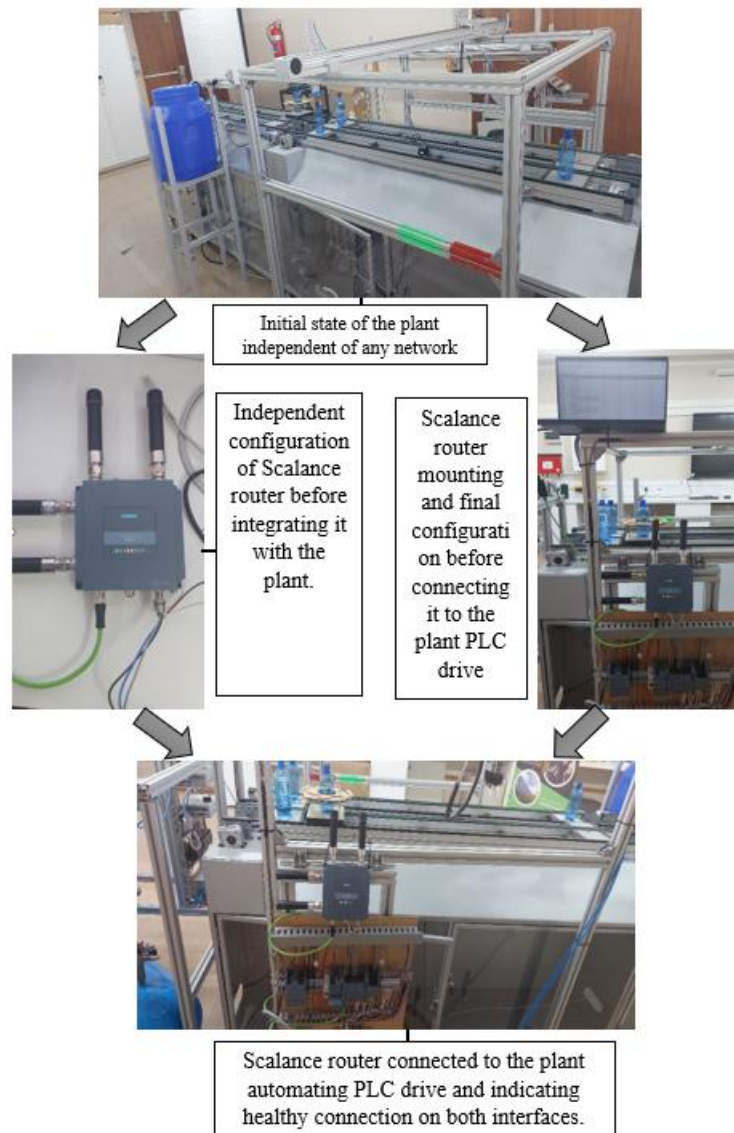 Initial state of the plant
independent of any network
Independent
configuration
of Scalance
router before
integrating it
with the
plant.
Scalance
router
mounting
and final
configurati
on before
connecting
it to the
plant PLC
drive
Scalance router connected to the plant
automating PLC drive and indicating
healthy connection on both interfaces.